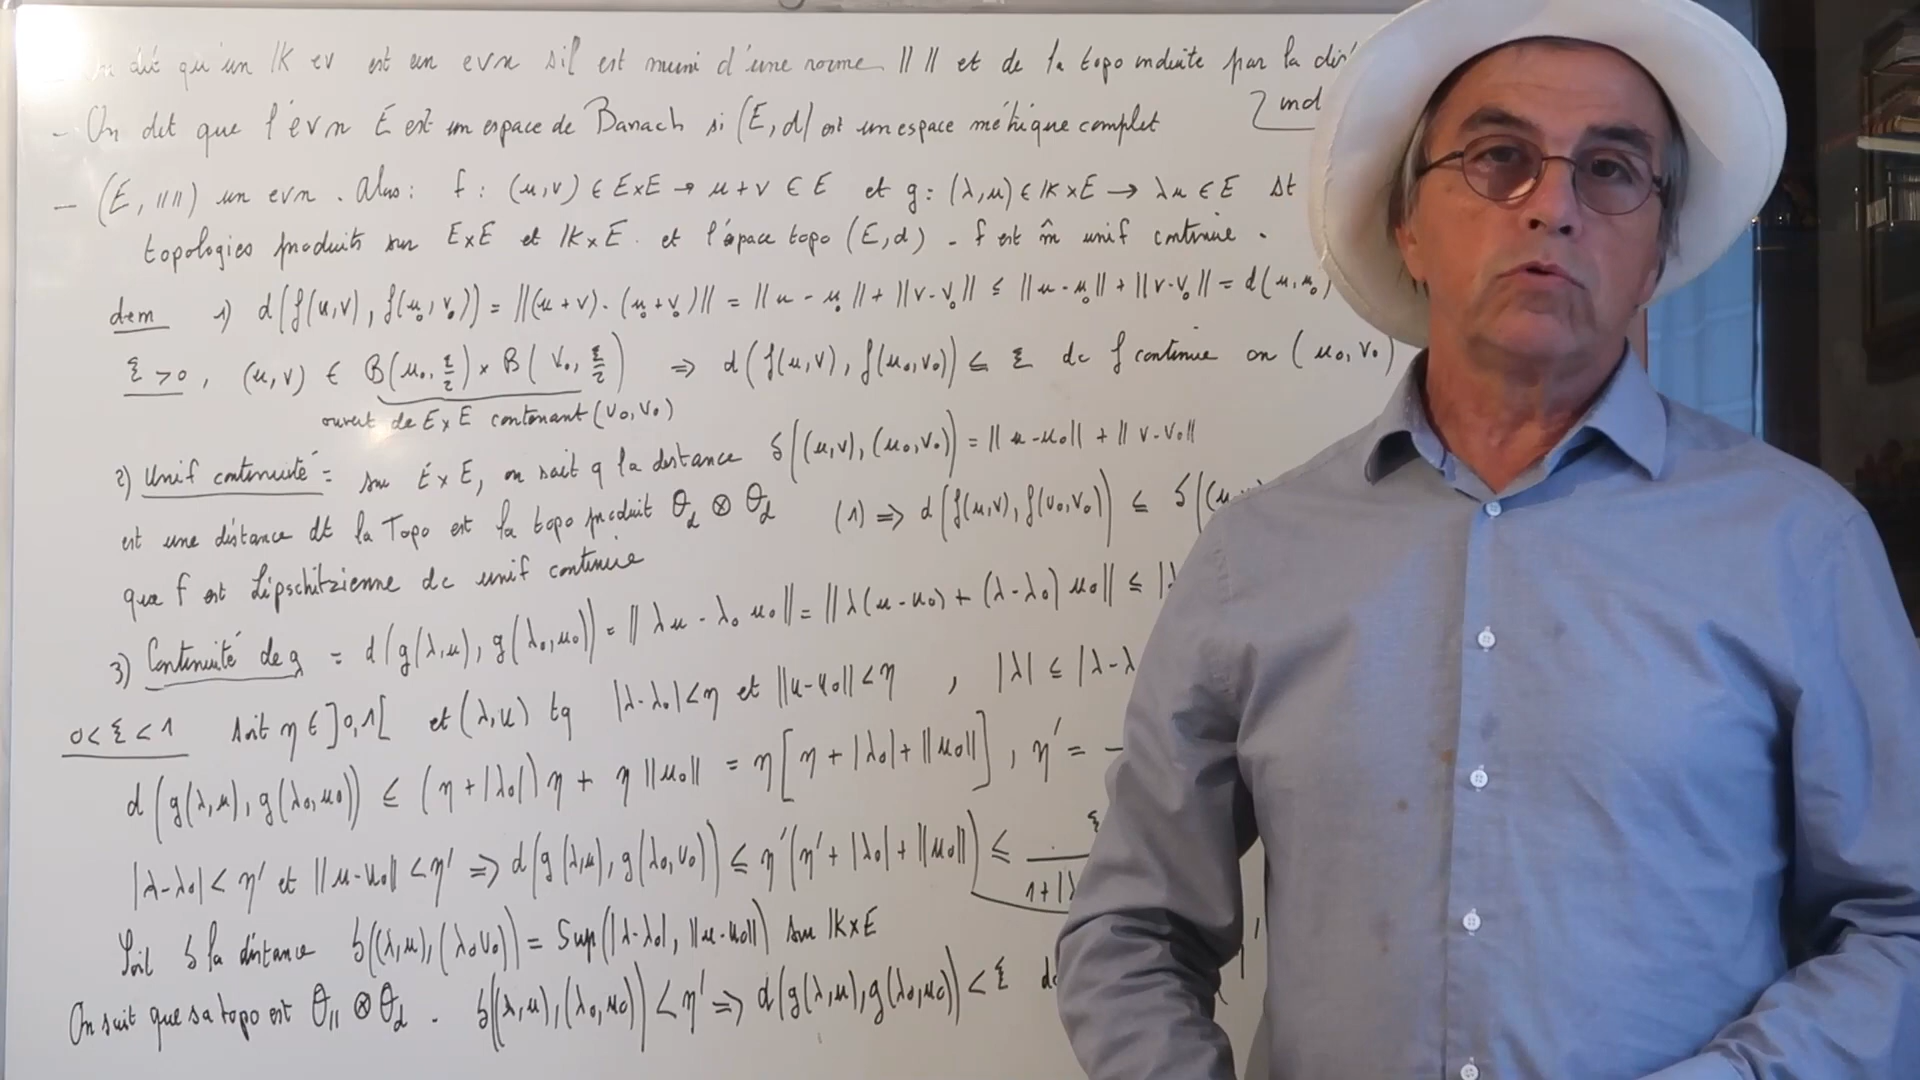 dit qu'un IK ev est un evn s'il est muni d'une norme || || et de la topo induite par la dis
- On dit que l'evn E est un espace de Banach si (E, d) est un espace métrique complet
ind
- (E, || ||) un evn . Alors : f : (u,v) ∈ E×E → u+v ∈ E et g : (λ,u) ∈ IK×E → λu ∈ E st
topologies produits sur E×E et IK×E . et l'espace topo (E,d) - f est m̂ unif continue .
dem 1) d(f(u,v), f(u₀,v₀)) = ||(u+v) - (u₀+v₀)|| = ||u - u₀|| + ||v-v₀|| ≤ ||u-u₀|| + ||v-v₀|| = d(u,u₀)
ε > 0 , (u,v) ∈ B(u₀, ε/2) × B(v₀, ε/2) ⇒ d(f(u,v), f(u₀,v₀)) ≤ ε dc f continue en (u₀, v₀)
ouvert de E×E contenant (u₀, v₀)
2) Unif continuité = sur E×E, on sait q la distance δ((u,v), (u₀,v₀)) = ||u-u₀|| + ||v-v₀||
est une distance dt la Topo est la topo produit θ_d ⊗ θ_d (1) ⇒ d(f(u,v), f(u₀,v₀)) ≤ δ((u,v)
que f est Lipschitzienne dc unif continue
3) Continuité de g = d(g(λ,u), g(λ₀,u₀)) = ||λu - λ₀u₀|| = ||λ(u-u₀) + (λ-λ₀)u₀|| ≤ |λ
0 < ε < 1 soit η ∈ ]0,1[ et (λ,u) tq |λ-λ₀| < η et ||u-u₀|| < η , |λ| ≤ |λ-λ
d(g(λ,u), g(λ₀,u₀)) ≤ (η+|λ₀|)η + η||u₀|| = η[η + |λ₀| + ||u₀||] , η' =
|λ-λ₀| < η' et ||u-u₀|| < η' ⇒ d(g(λ,u), g(λ₀,u₀)) ≤ η'(η' + |λ₀| + ||u₀||) ≤ ε/1+|λ
Soit δ la distance δ((λ,u),(λ₀,u₀)) = Sup(|λ-λ₀|, ||u-u₀||) sur IK×E
On sait que sa topo est θ_|| ⊗ θ_d . δ((λ,u),(λ₀,u₀)) < η' ⇒ d(g(λ,u),g(λ₀,u₀)) < ε